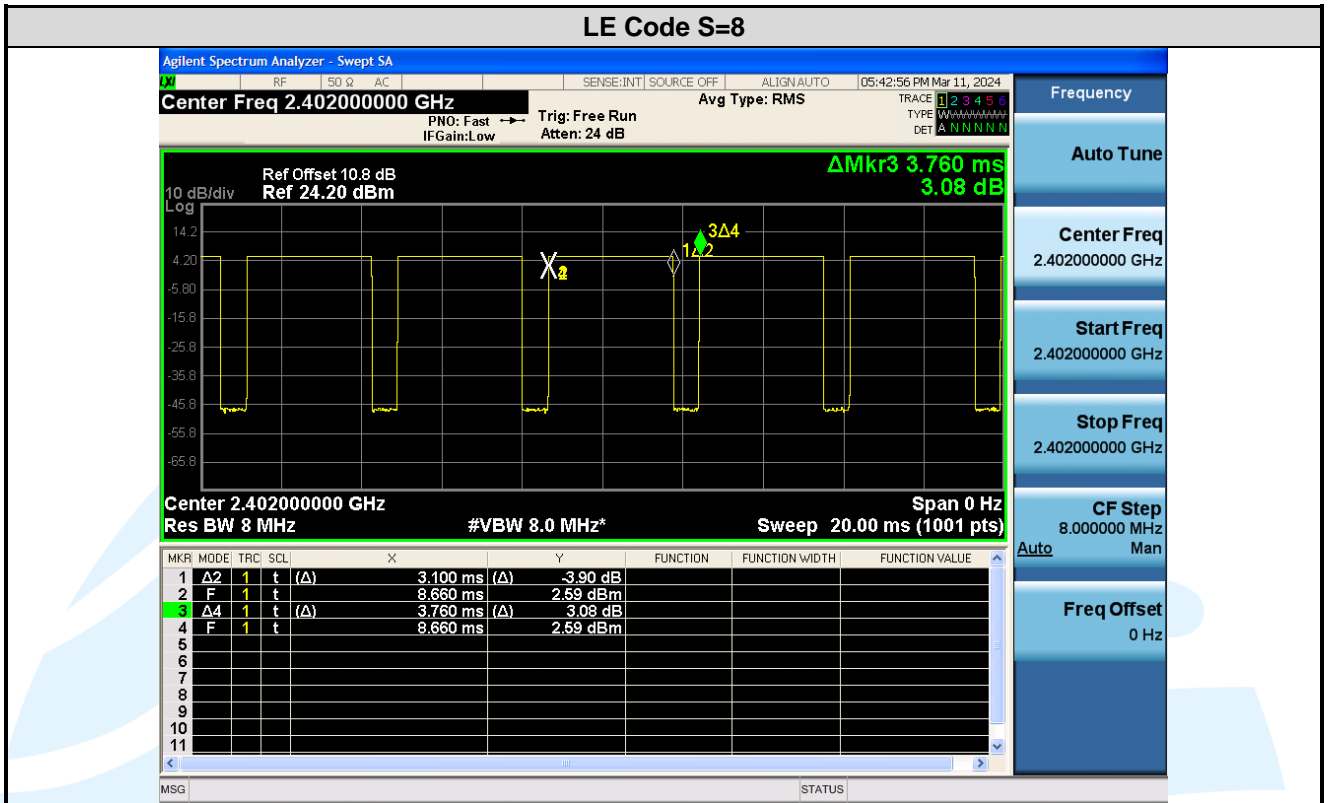 LE Code S=8
Agilent Spectrum Analyzer - Swept SA
LXI RF 50 Ω AC SENSE:INT SOURCE OFF ALIGN AUTO 05:42:56 PM Mar 11, 2024
Center Freq 2.402000000 GHz
PNO: Fast
IFGain:Low
Trig: Free Run
Atten: 24 dB
Avg Type: RMS
TRACE 1 2 3 4 5 6
TYPE WWWWWW
DET A N N N N N
ΔMkr3 3.760 ms
3.08 dB
Ref Offset 10.8 dB
10 dB/div Ref 24.20 dBm
Log
14.2
4.20
-5.80
-15.8
-25.8
-35.8
-45.8
-55.8
-65.8
3Δ4
1Δ2
Center 2.402000000 GHz Span 0 Hz
Res BW 8 MHz #VBW 8.0 MHz* Sweep 20.00 ms (1001 pts)
MKR MODE TRC SCL X Y FUNCTION FUNCTION WIDTH FUNCTION VALUE
1 Δ2 1 t (Δ) 3.100 ms (Δ) -3.90 dB
2 F 1 t 8.660 ms 2.59 dBm
3 Δ4 1 t (Δ) 3.760 ms (Δ) 3.08 dB
4 F 1 t 8.660 ms 2.59 dBm
5
6
7
8
9
10
11
MSG STATUS
Frequency
Auto Tune
Center Freq
2.402000000 GHz
Start Freq
2.402000000 GHz
Stop Freq
2.402000000 GHz
CF Step
8.000000 MHz
Auto Man
Freq Offset
0 Hz